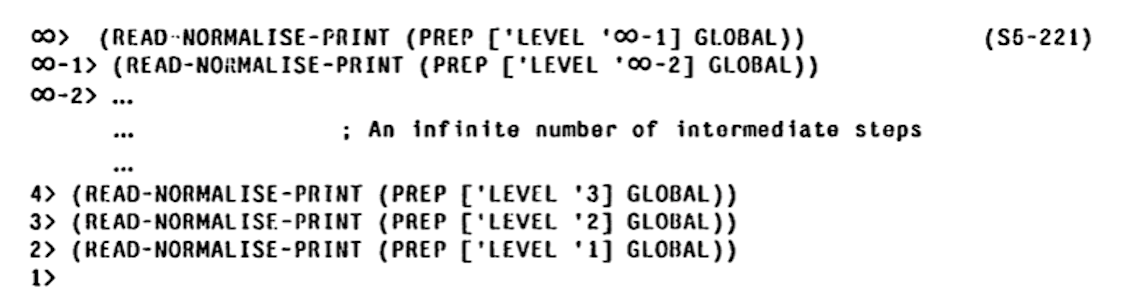 ∞> (READ-NORMALISE-PRINT (PREP ['LEVEL '∞-1] GLOBAL)) (S5-221)
∞-1> (READ-NORMALISE-PRINT (PREP ['LEVEL '∞-2] GLOBAL))
∞-2> ...
... ; An infinite number of intermediate steps
...
4> (READ-NORMALISE-PRINT (PREP ['LEVEL '3] GLOBAL))
3> (READ-NORMALISE-PRINT (PREP ['LEVEL '2] GLOBAL))
2> (READ-NORMALISE-PRINT (PREP ['LEVEL '1] GLOBAL))
1>